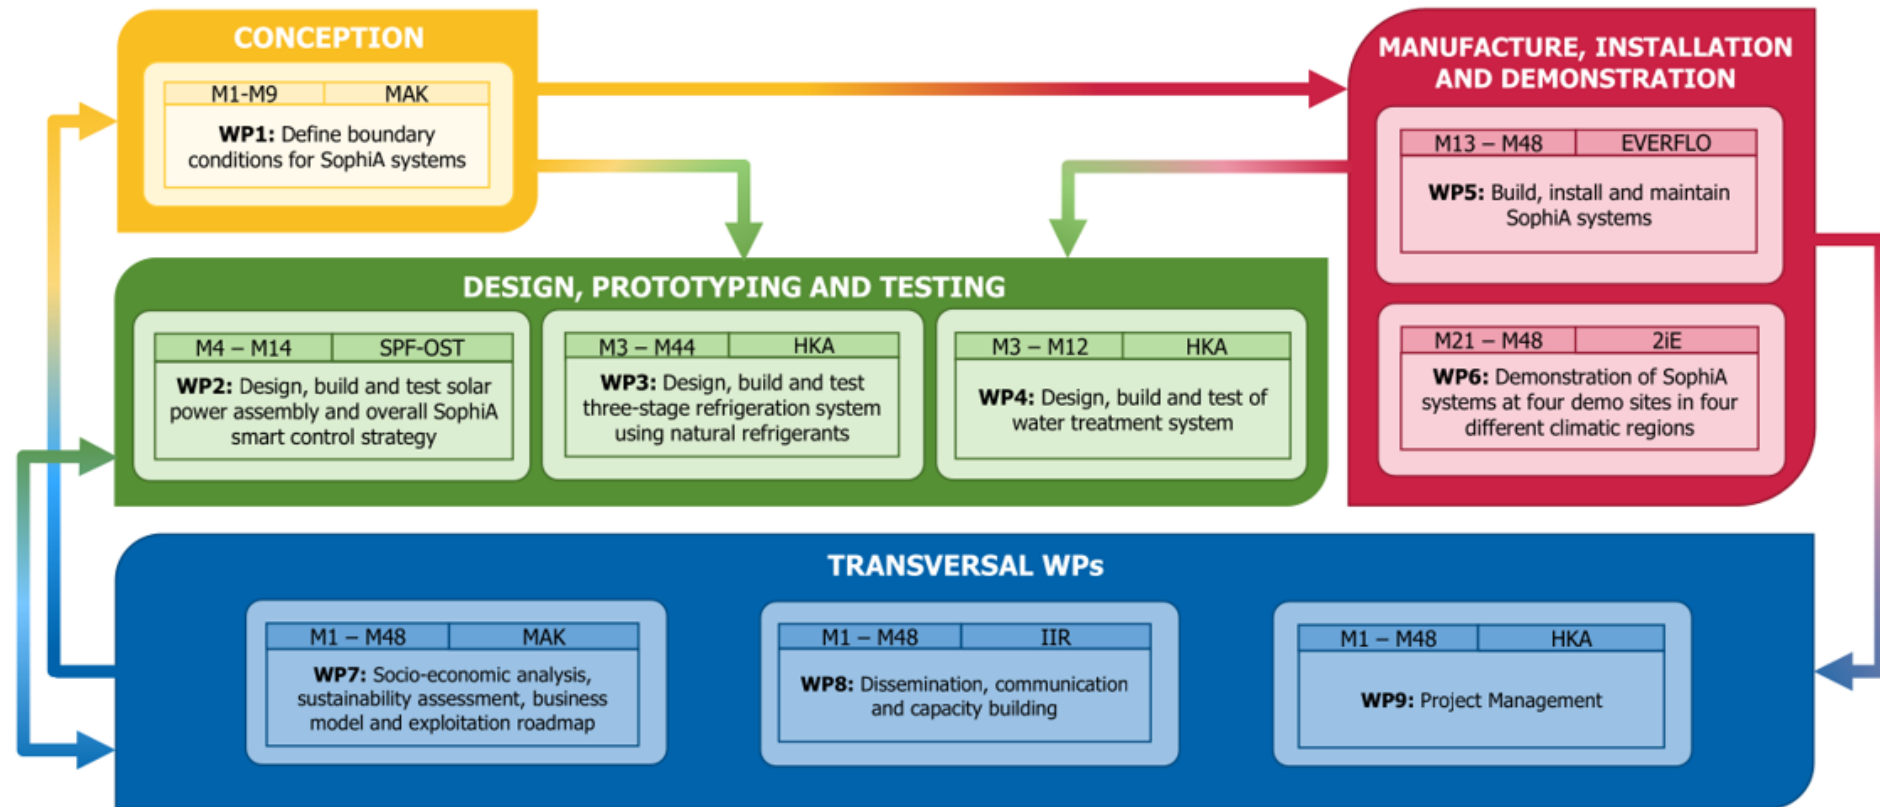 CONCEPTION
M1-M9 MAK
WP1: Define boundary
conditions for SophiA systems
MANUFACTURE, INSTALLATION
AND DEMONSTRATION
M13 – M48 EVERFLO
WP5: Build, install and maintain
SophiA systems
M21 – M48 2iE
WP6: Demonstration of SophiA
systems at four demo sites in four
different climatic regions
DESIGN, PROTOTYPING AND TESTING
M4 – M14 SPF-OST
WP2: Design, build and test solar
power assembly and overall SophiA
smart control strategy
M3 – M44 HKA
WP3: Design, build and test
three-stage refrigeration system
using natural refrigerants
M3 – M12 HKA
WP4: Design, build and test of
water treatment system
TRANSVERSAL WPs
M1 – M48 MAK
WP7: Socio-economic analysis,
sustainability assessment, business
model and exploitation roadmap
M1 – M48 IIR
WP8: Dissemination, communication
and capacity building
M1 – M48 HKA
WP9: Project Management